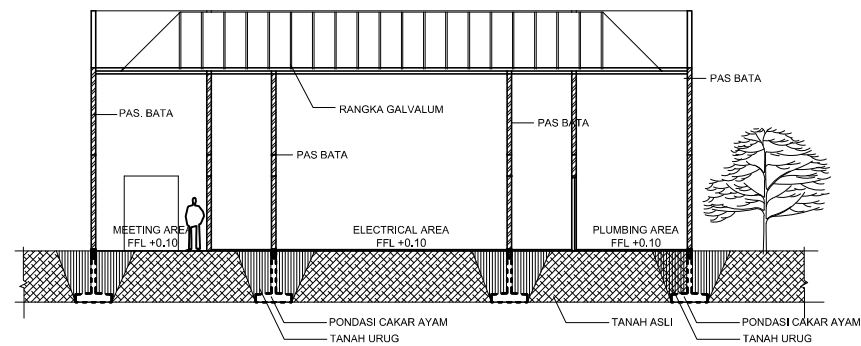 PAS BATA
PAS. BATA
RANGKA GALVALUM
PAS BATA
PAS BATA
MEETING AREA
FFL +0.10
ELECTRICAL AREA
FFL +0.10
PLUMBING AREA
FFL +0.10
PONDASI CAKAR AYAM
TANAH URUG
TANAH ASLI
PONDASI CAKAR AYAM
TANAH URUG